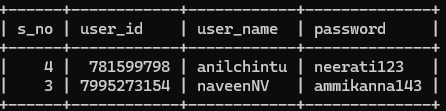 | s_no | user_id    | user_name  | password     |
|    4 |  781599798 | anilchintu | neerati123   |
|    3 | 7995273154 | naveenNV   | ammikanna143 |